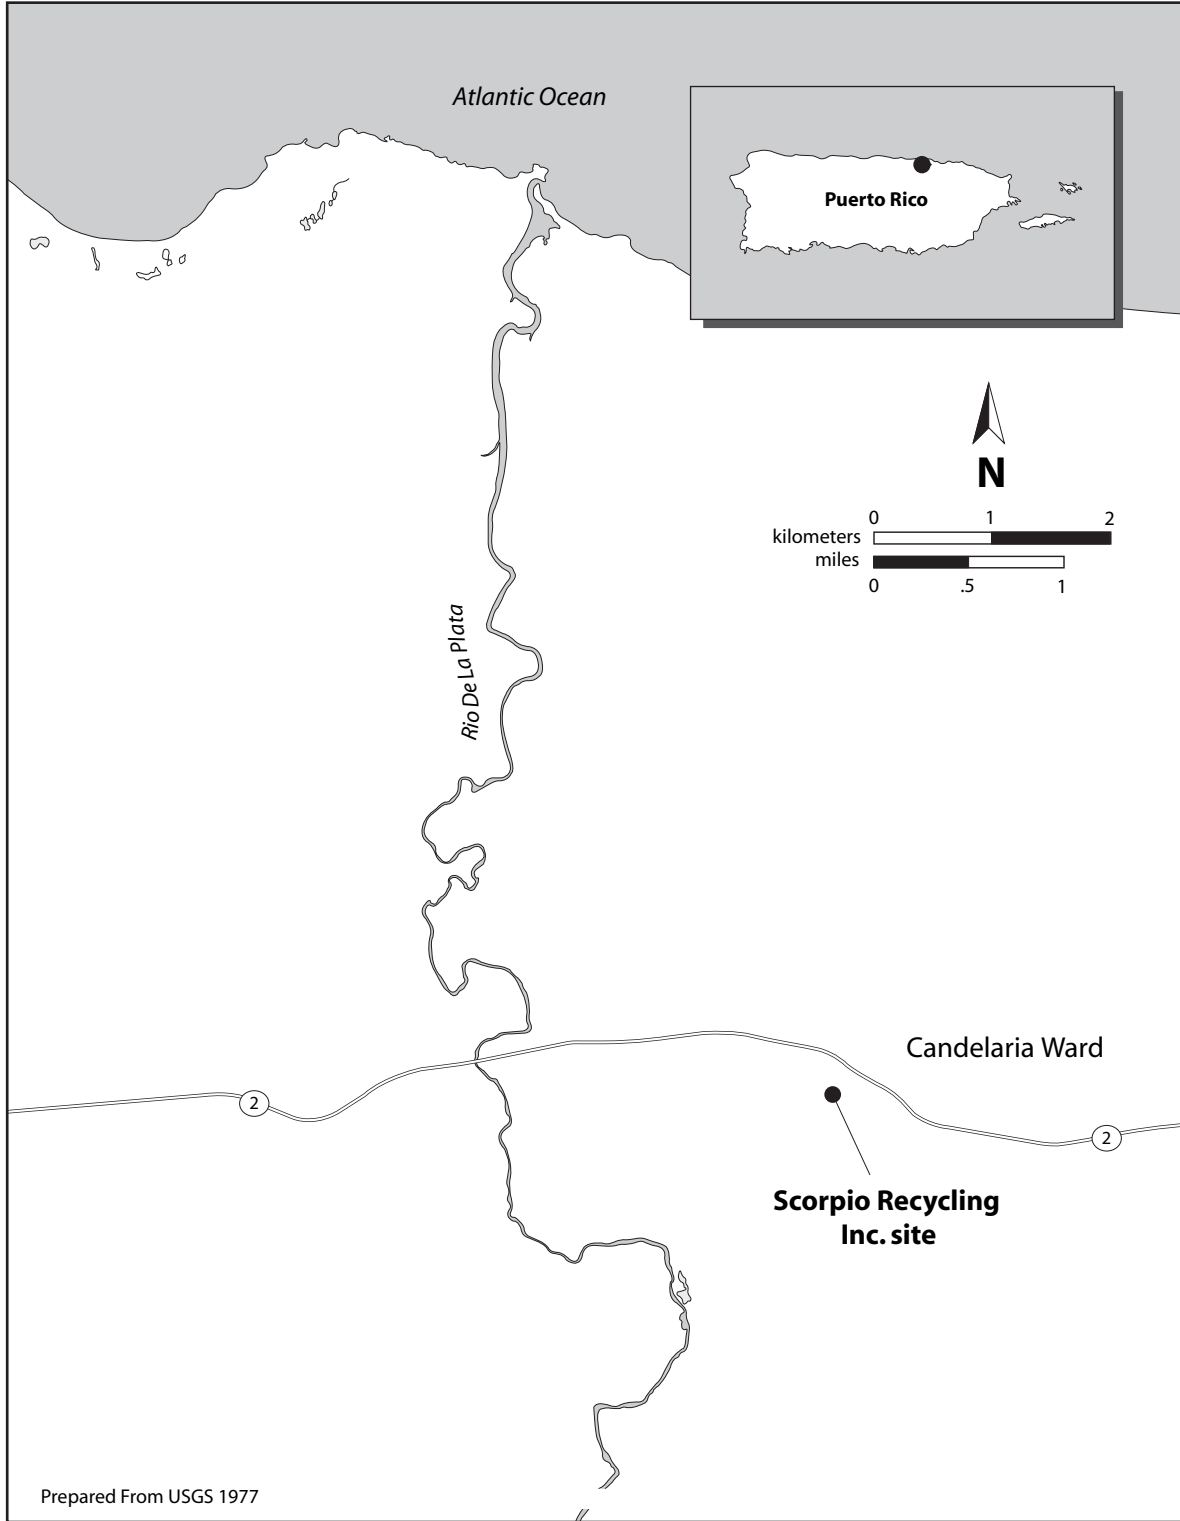 Atlantic Ocean
Puerto Rico
N
0 1 2
kilometers
miles
0 .5 1
Rio De La Plata
Candelaria Ward
2
2
Scorpio Recycling
Inc. site
Prepared From USGS 1977